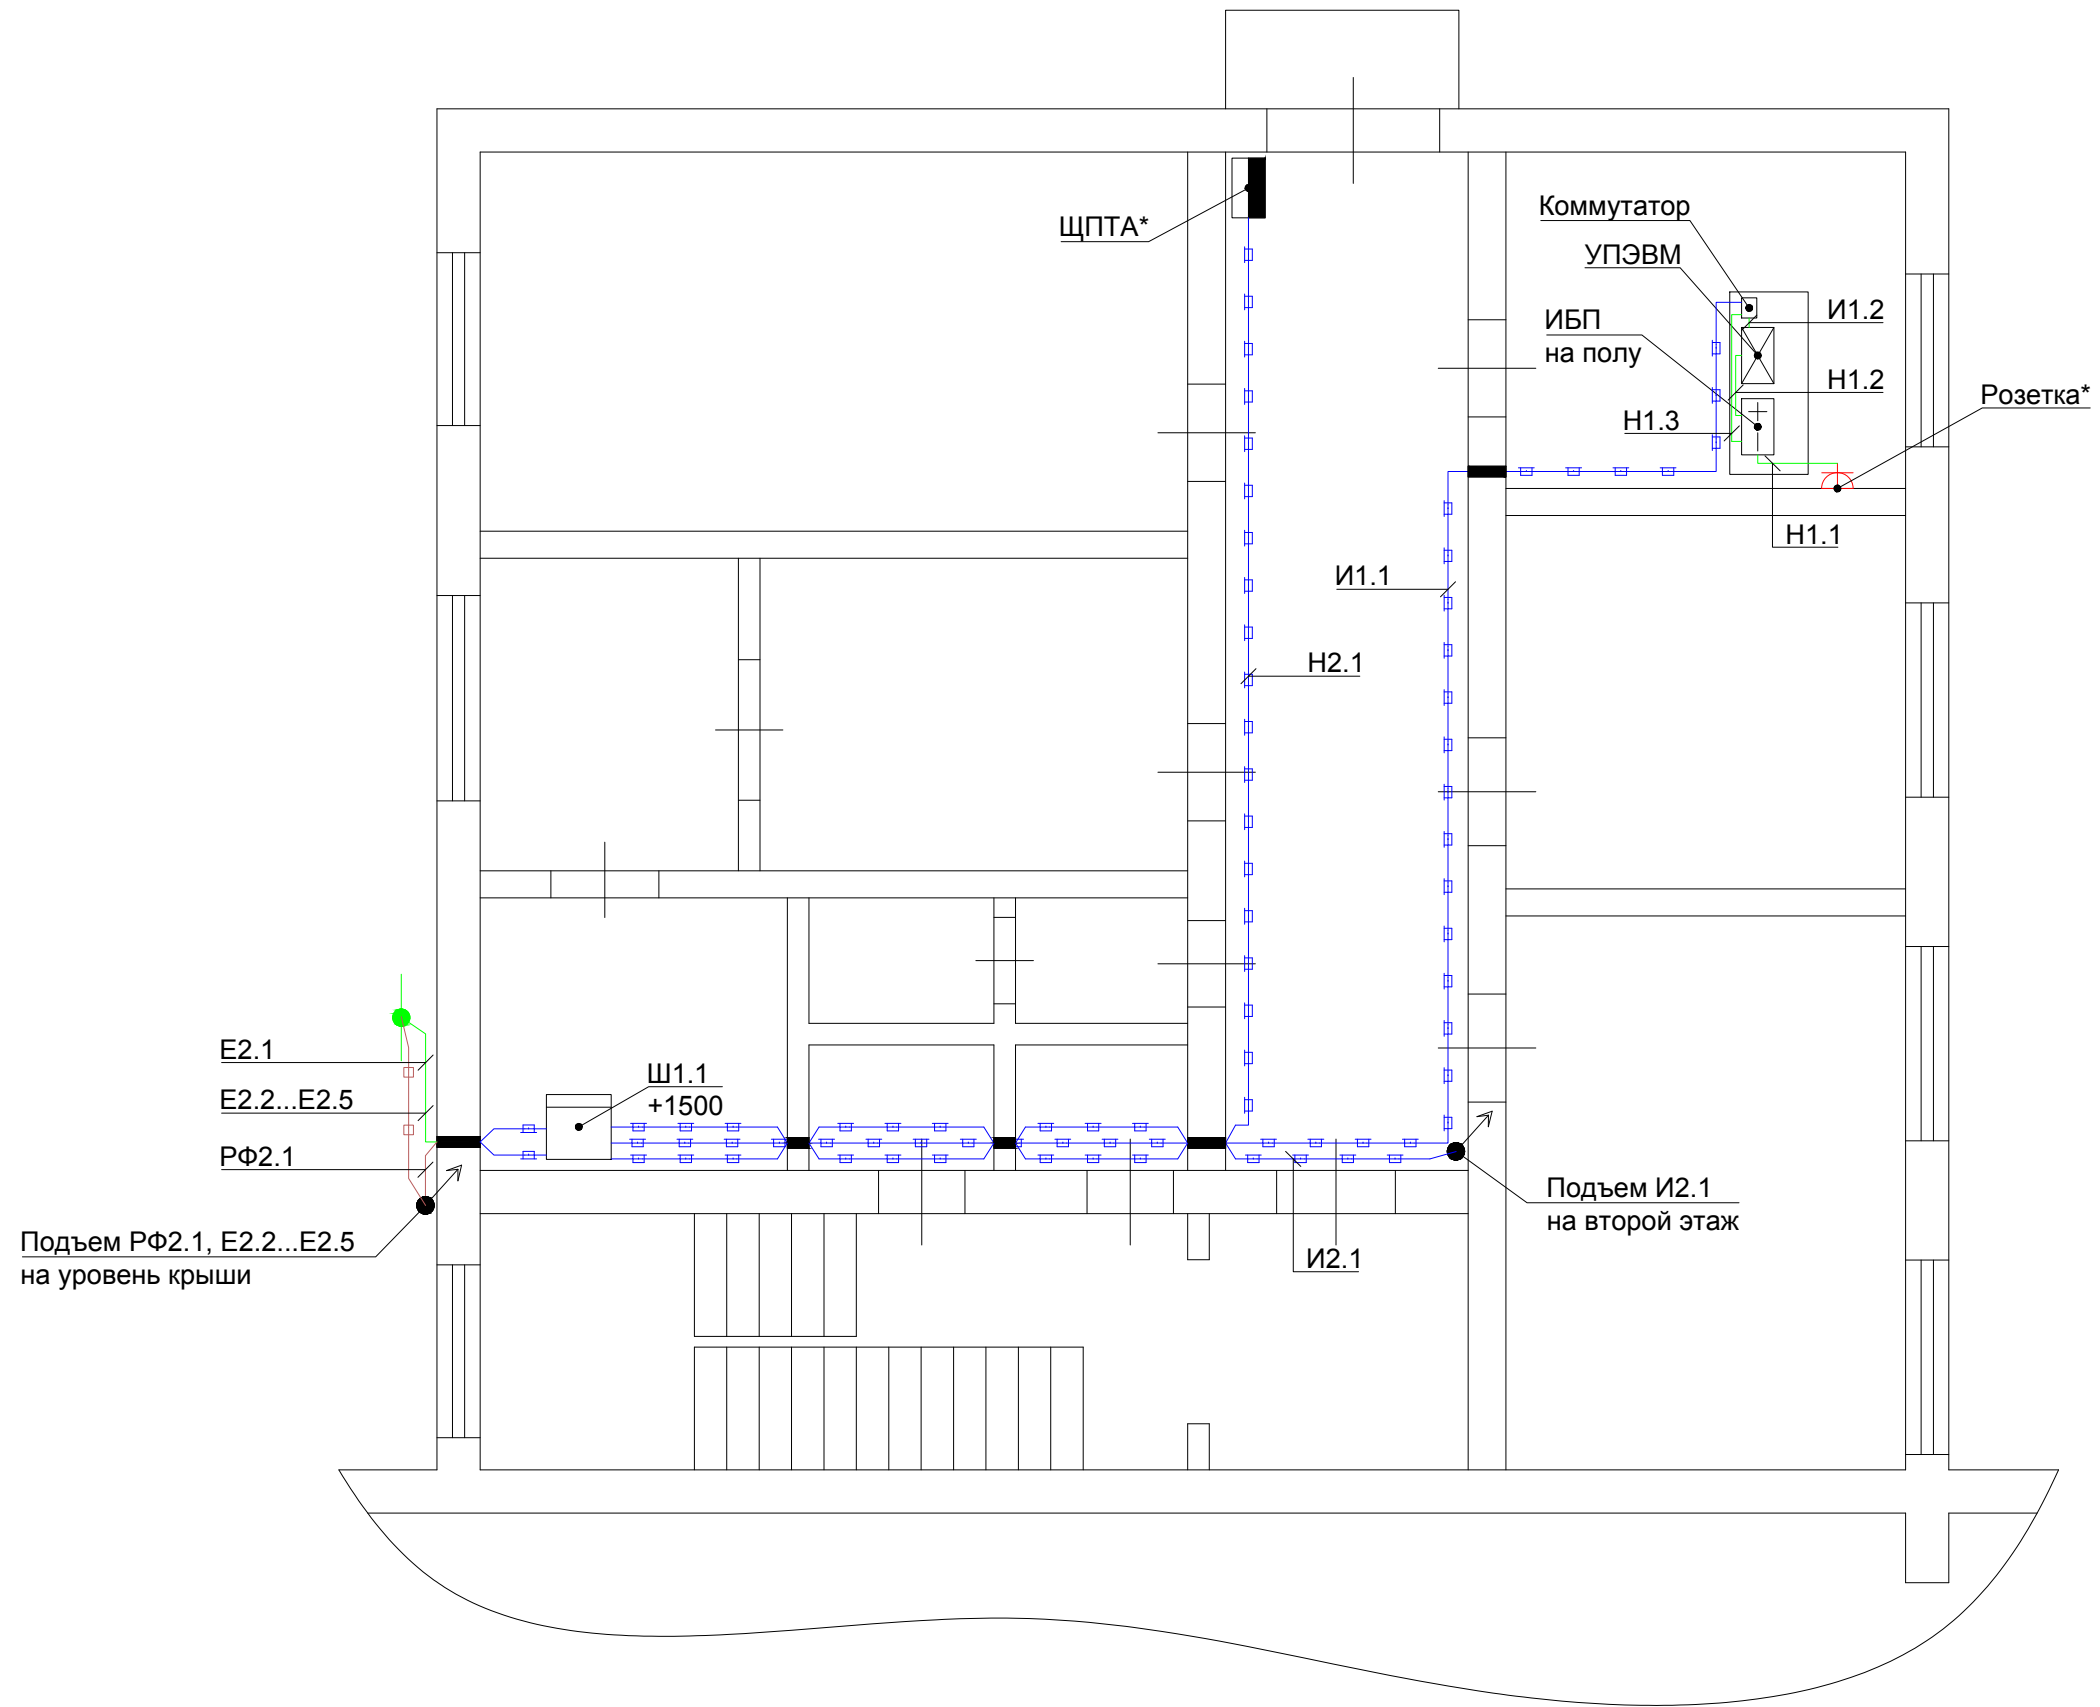 Коммутатор
ЩПТА*
УПЭВМ
И1.2
ИБП
на полу
Н1.2
Розетка*
Н1.3
Н1.1
И1.1
Н2.1
Е2.1
Ш1.1
+1500
Е2.2...Е2.5
РФ2.1
Подъем И2.1
на второй этаж
Подъем РФ2.1, Е2.2...Е2.5
на уровень крыши
И2.1